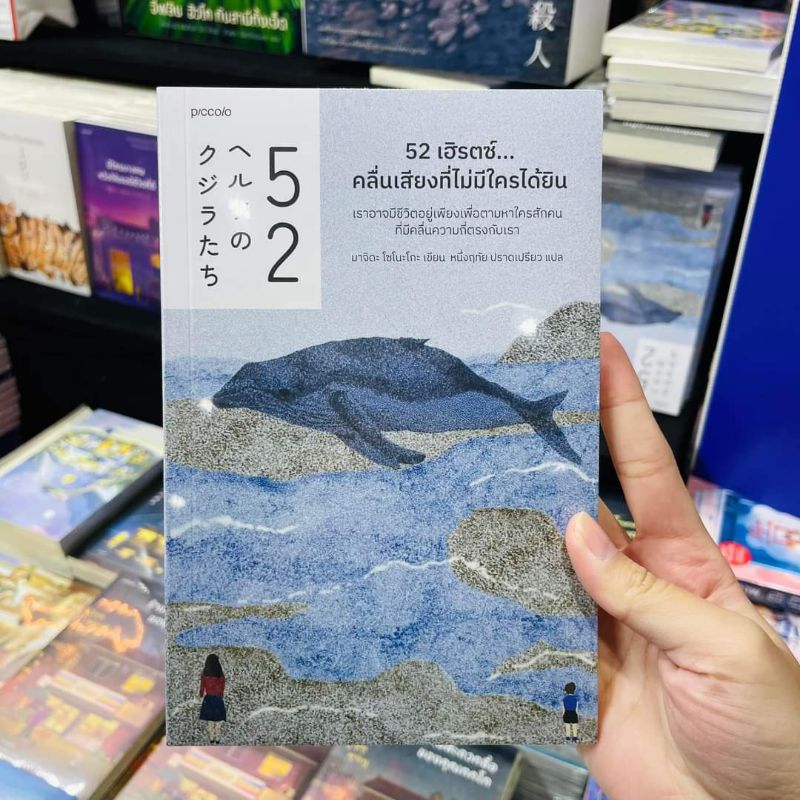 殺人
piccolo
52
ヘルツの
クジラたち
52 เฮิรตซ์...
คลื่นเสียงที่ไม่มีใครได้ยิน
เราอาจมีชีวิตอยู่เพียงเพื่อตามหาใครสักคน
ที่มีคลื่นความถี่ตรงกับเรา
มาจิดะ โซโนะโกะ เขียน หนึ่งฤทัย ปราดเปรียว แปล